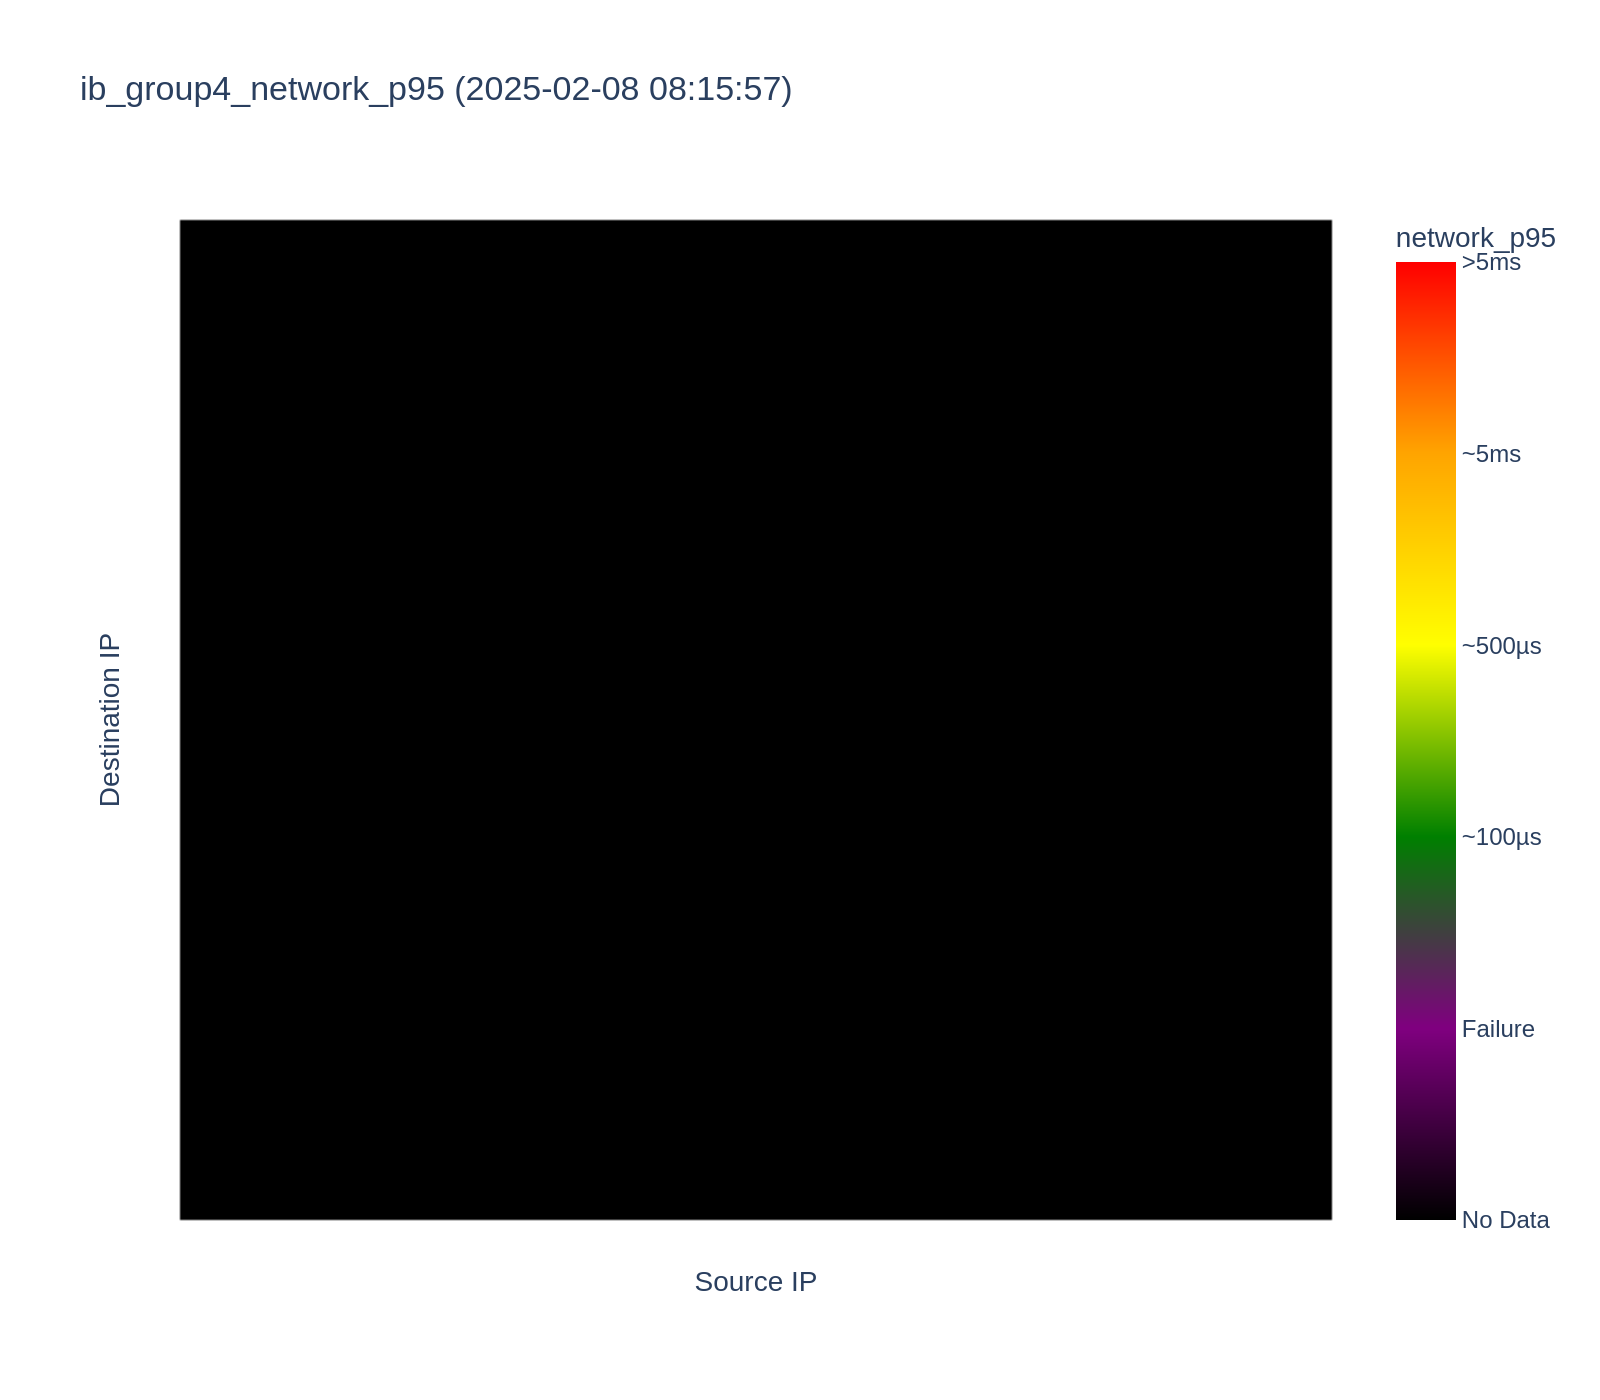 ib_group4_network_p95 (2025-02-08 08:15:57)
network_p95
>5ms
~5ms
~500µs
~100µs
Failure
No Data
Destination IP
Source IP